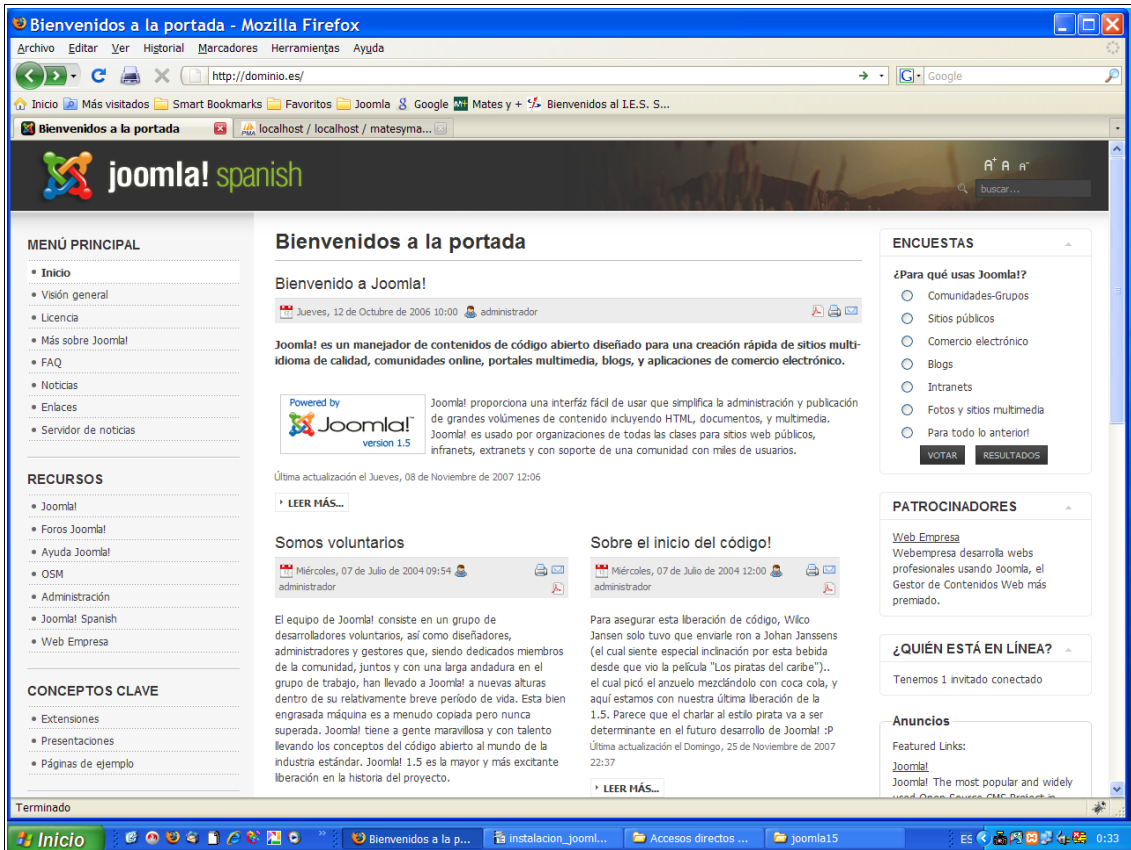 Bienvenidos a la portada - Mozilla Firefox
Archivo Editar Ver Historial Marcadores Herramientas Ayuda
http://dominio.es/
G Google
Inicio Más visitados Smart Bookmarks Favoritos Joomla Google Mates y + Bienvenidos al I.E.S. S...
Bienvenidos a la portada
localhost / localhost / matesyma...
joomla! spanish
A+ A A-
buscar...
MENÚ PRINCIPAL
Inicio
Visión general
Licencia
Más sobre Joomla!
FAQ
Noticias
Enlaces
Servidor de noticias
RECURSOS
Joomla!
Foros Joomla!
Ayuda Joomla!
OSM
Administración
Joomla! Spanish
Web Empresa
CONCEPTOS CLAVE
Extensiones
Presentaciones
Páginas de ejemplo
Bienvenidos a la portada
Bienvenido a Joomla!
Jueves, 12 de Octubre de 2006 10:00 administrador
Joomla! es un manejador de contenidos de código abierto diseñado para una creación rápida de sitios multi-
idioma de calidad, comunidades online, portales multimedia, blogs, y aplicaciones de comercio electrónico.
Powered by
Joomla!™
version 1.5
Joomla! proporciona una interfáz fácil de usar que simplifica la administración y publicación
de grandes volúmenes de contenido incluyendo HTML, documentos, y multimedia.
Joomla! es usado por organizaciones de todas las clases para sitios web públicos,
infranets, extranets y con soporte de una comunidad con miles de usuarios.
Última actualización el Jueves, 08 de Noviembre de 2007 12:06
LEER MÁS...
Somos voluntarios
Miércoles, 07 de Julio de 2004 09:54
administrador
El equipo de Joomla! consiste en un grupo de
desarrolladores voluntarios, así como diseñadores,
administradores y gestores que, siendo dedicados miembros
de la comunidad, juntos y con una larga andadura en el
grupo de trabajo, han llevado a Joomla! a nuevas alturas
dentro de su relativamente breve período de vida. Esta bien
engrasada máquina es a menudo copiada pero nunca
superada. Joomla! tiene a gente maravillosa y con talento
llevando los conceptos del código abierto al mundo de la
industria estándar. Joomla! 1.5 es la mayor y más excitante
liberación en la historia del proyecto.
Sobre el inicio del código!
Miércoles, 07 de Julio de 2004 12:00
administrador
Para asegurar esta liberación de código, Wilco
Jansen solo tuvo que enviarle ron a Johan Janssens
(el cual siente especial inclinación por esta bebida
desde que vio la película "Los piratas del caribe")..
el cual picó el anzuelo mezclándolo con coca cola, y
aquí estamos con nuestra última liberación de la
1.5. Parece que el charlar al estilo pirata va a ser
determinante en el futuro desarrollo de Joomla! :P
Última actualización el Domingo, 25 de Noviembre de 2007
22:37
LEER MÁS...
ENCUESTAS
¿Para qué usas Joomla!?
Comunidades-Grupos
Sitios públicos
Comercio electrónico
Blogs
Intranets
Fotos y sitios multimedia
Para todo lo anterior!
VOTAR RESULTADOS
PATROCINADORES
Web Empresa
Webempresa desarrolla webs
profesionales usando Joomla, el
Gestor de Contenidos Web más
premiado.
¿QUIÉN ESTÁ EN LÍNEA?
Tenemos 1 invitado conectado
Anuncios
Featured Links:
Joomla!
Joomla! The most popular and widely
used Open Source CMS Project in
Terminado
Inicio
Bienvenidos a la p...
instalacion_jooml...
Accesos directos ...
joomla15
ES
0:33